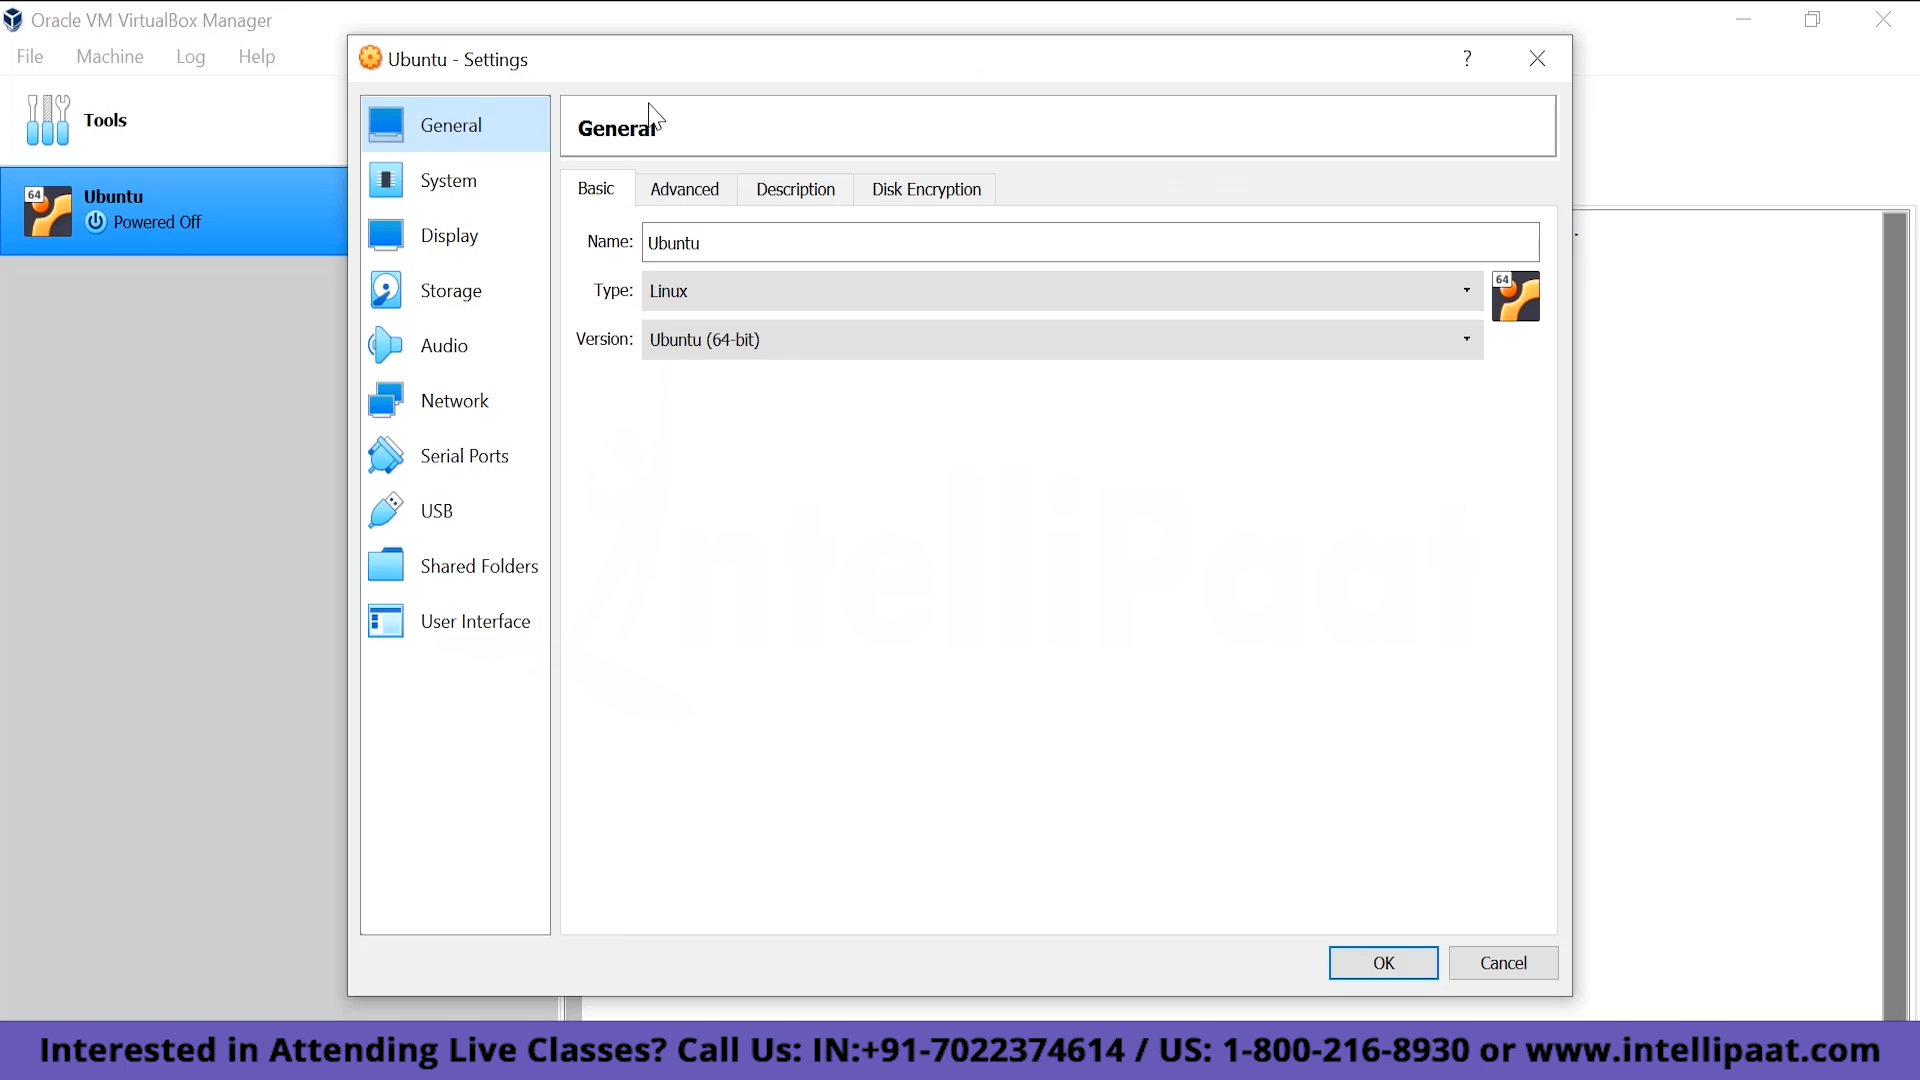 Oracle VM VirtualBox Manager
File Machine Log Help
Tools
64 Ubuntu
Powered Off
Ubuntu - Settings
?
General
System
Display
Storage
Audio
Network
Serial Ports
USB
Shared Folders
User Interface
General
Basic Advanced Description Disk Encryption
Name: Ubuntu
Type: Linux
64
Version: Ubuntu (64-bit)
intelliPaat
OK Cancel
Interested in Attending Live Classes? Call Us: IN:+91-7022374614 / US: 1-800-216-8930 or www.intellipaat.com